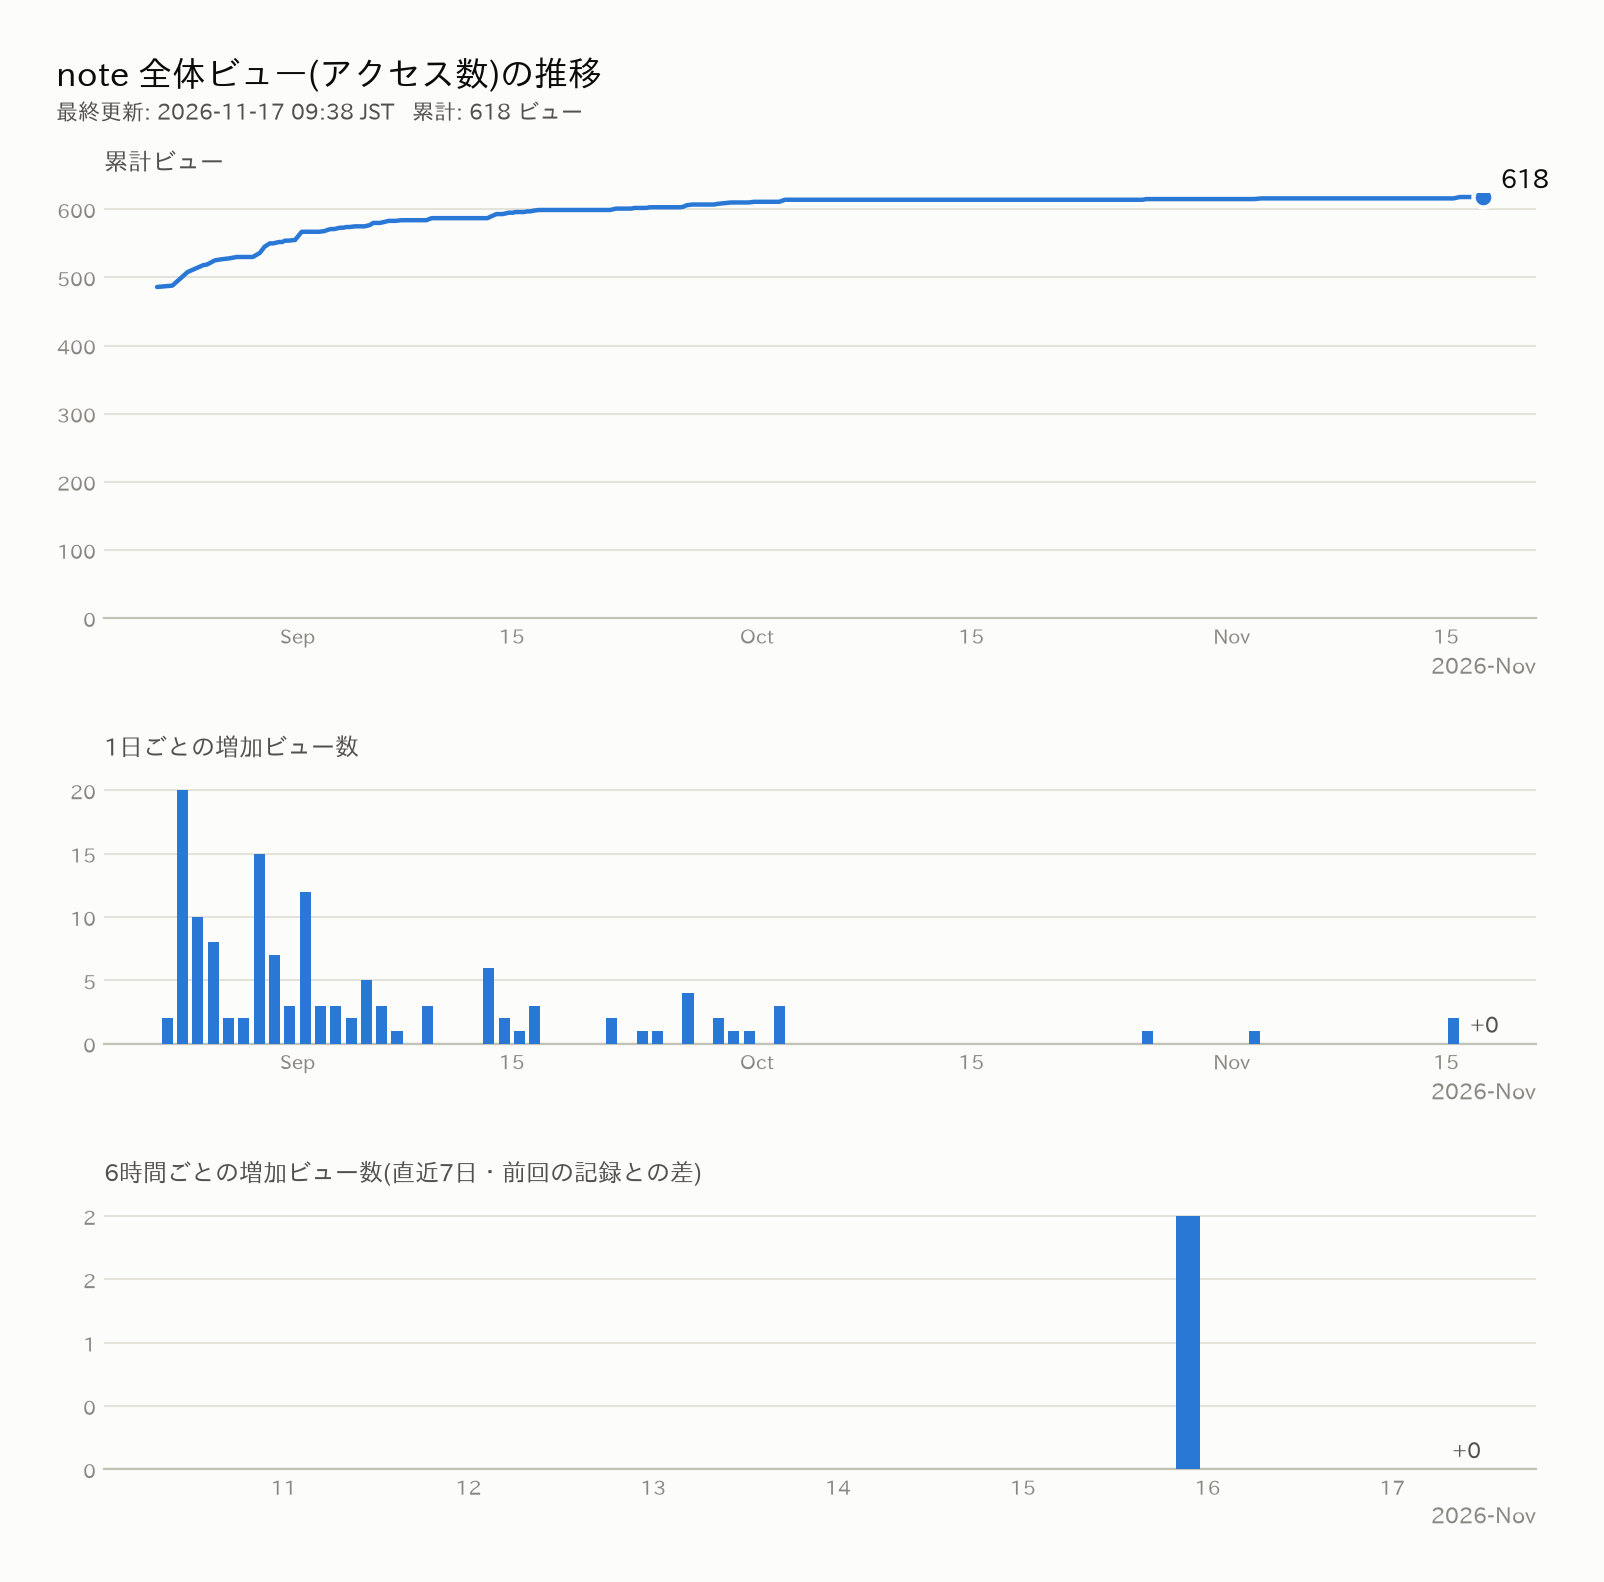 note 全体ビュー(アクセス数)の推移
最終更新: 2026-11-17 09:38 JST 累計: 618 ビュー
累計ビュー
618
600
500
400
300
200
100
0
Sep 15 Oct 15 Nov 15
2026-Nov
1日ごとの増加ビュー数
20
15
10
5
+0
0
Sep 15 Oct 15 Nov 15
2026-Nov
6時間ごとの増加ビュー数(直近7日・前回の記録との差)
2
2
1
0
+0
0
11 12 13 14 15 16 17
2026-Nov